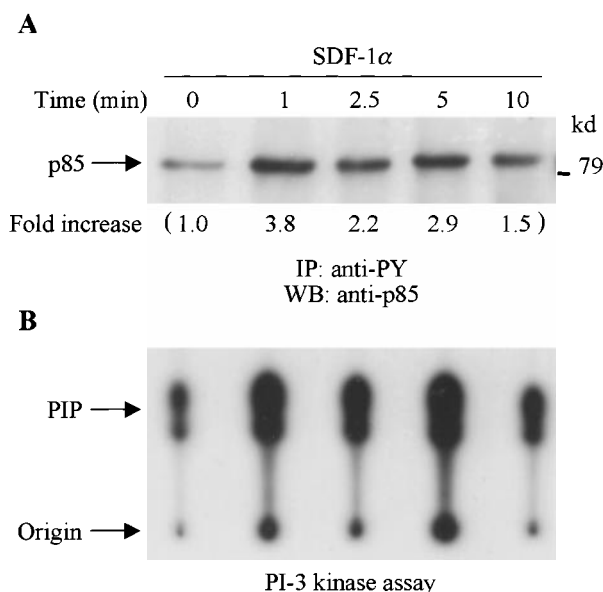 A
SDF-1α
Time (min) 0 1 2.5 5 10
kd
p85
79
Fold increase (1.0 3.8 2.2 2.9 1.5)
IP: anti-PY
WB: anti-p85
B
PIP
Origin
PI-3 kinase assay